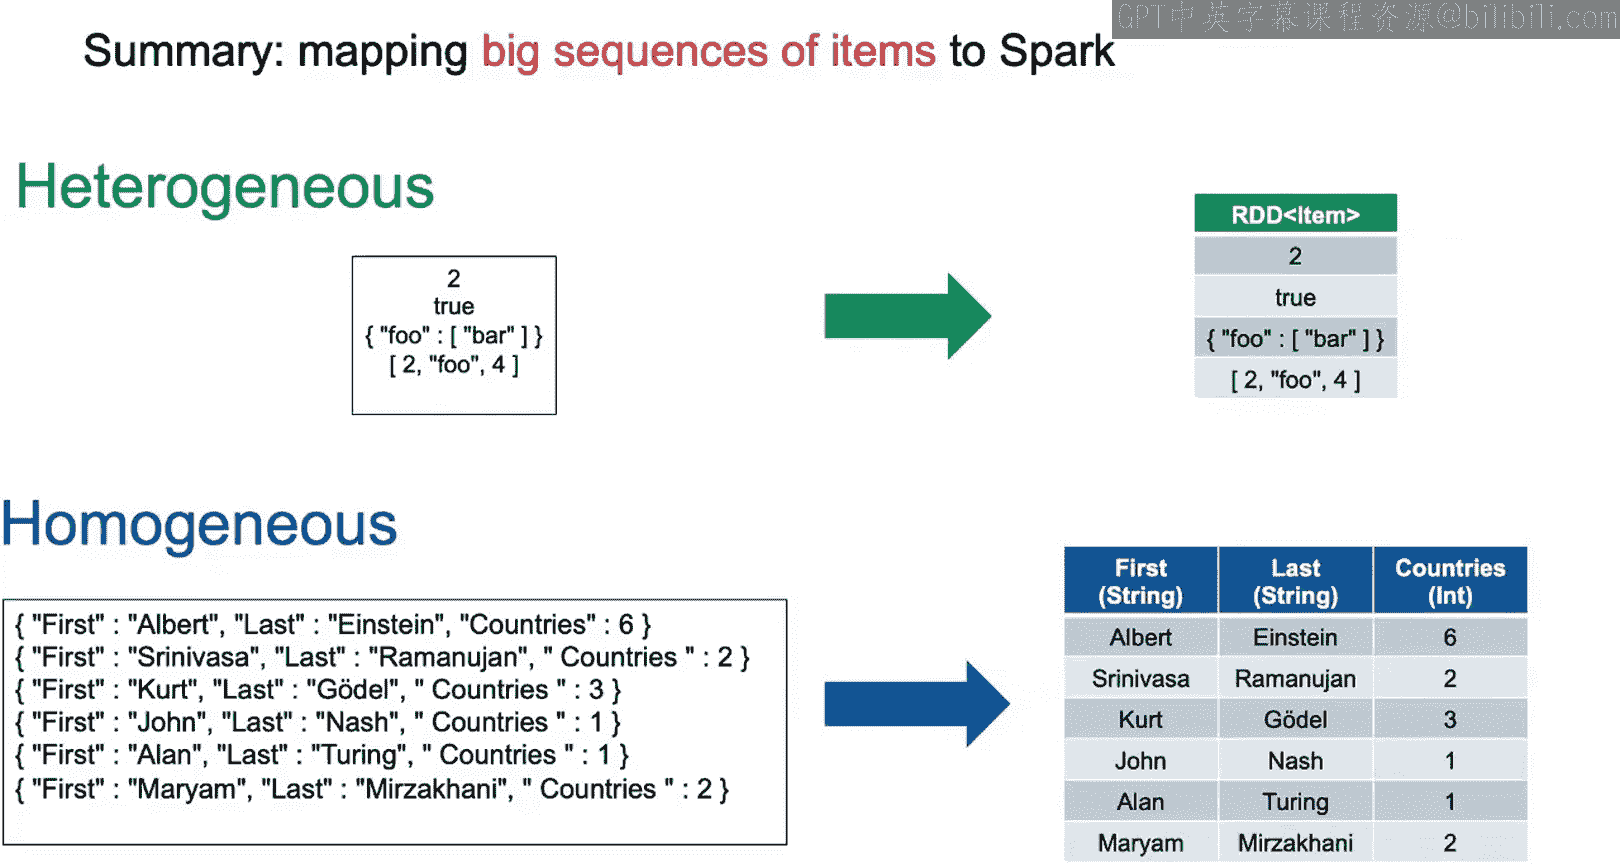 GPT中英字幕课程资源@bilibili.com
Summary: mapping big sequences of items to Spark
Heterogeneous
2
true
{ "foo" : [ "bar" ] }
[ 2, "foo", 4 ]
RDD<Item>
2
true
{ "foo" : [ "bar" ] }
[ 2, "foo", 4 ]
Homogeneous
{ "First" : "Albert", "Last" : "Einstein", "Countries" : 6 }
{ "First" : "Srinivasa", "Last" : "Ramanujan", " Countries " : 2 }
{ "First" : "Kurt", "Last" : "Gödel", " Countries " : 3 }
{ "First" : "John", "Last" : "Nash", " Countries " : 1 }
{ "First" : "Alan", "Last" : "Turing", " Countries " : 1 }
{ "First" : "Maryam", "Last" : "Mirzakhani", " Countries " : 2 }
First Last Countries
(String) (String) (Int)
Albert Einstein 6
Srinivasa Ramanujan 2
Kurt Gödel 3
John Nash 1
Alan Turing 1
Maryam Mirzakhani 2